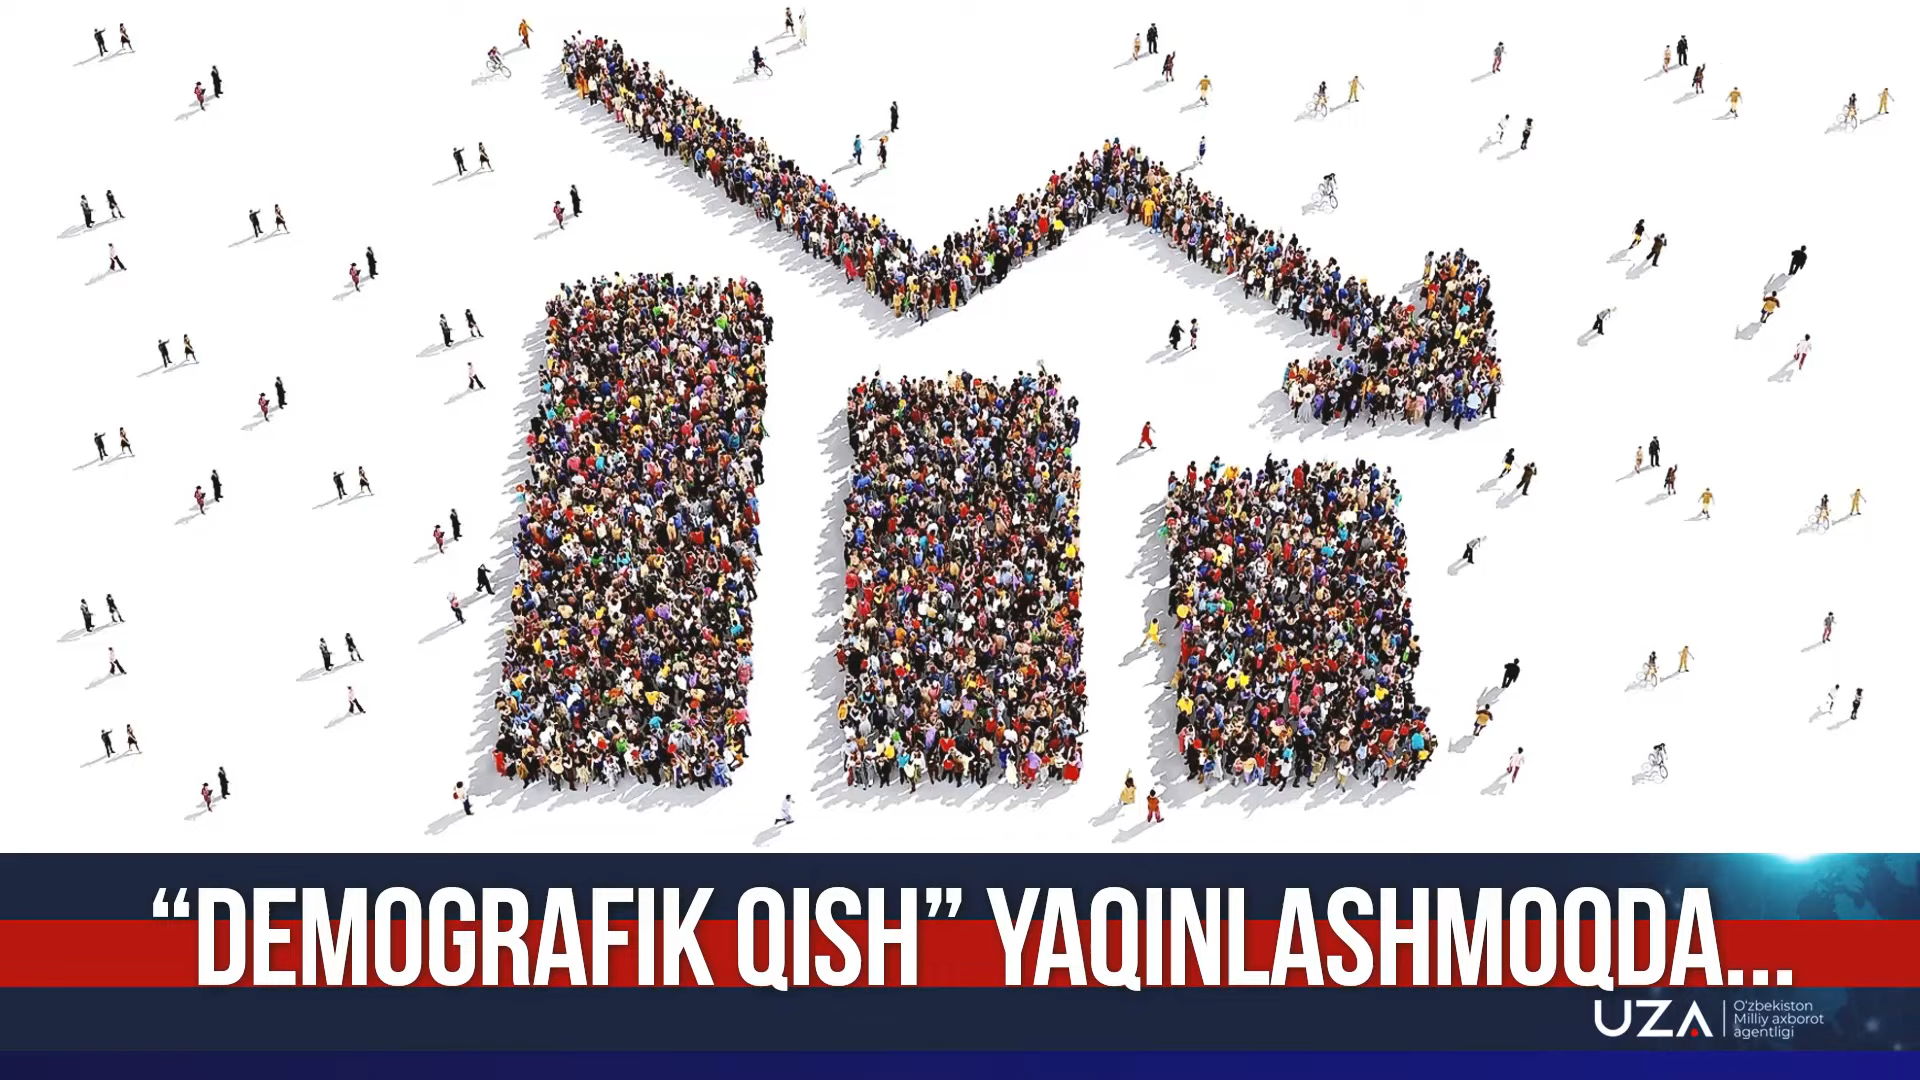 “DEMOGRAFIK QISH” YAQINLASHMOQDA...
UZA
O‘zbekiston
Milliy axborot
agentligi